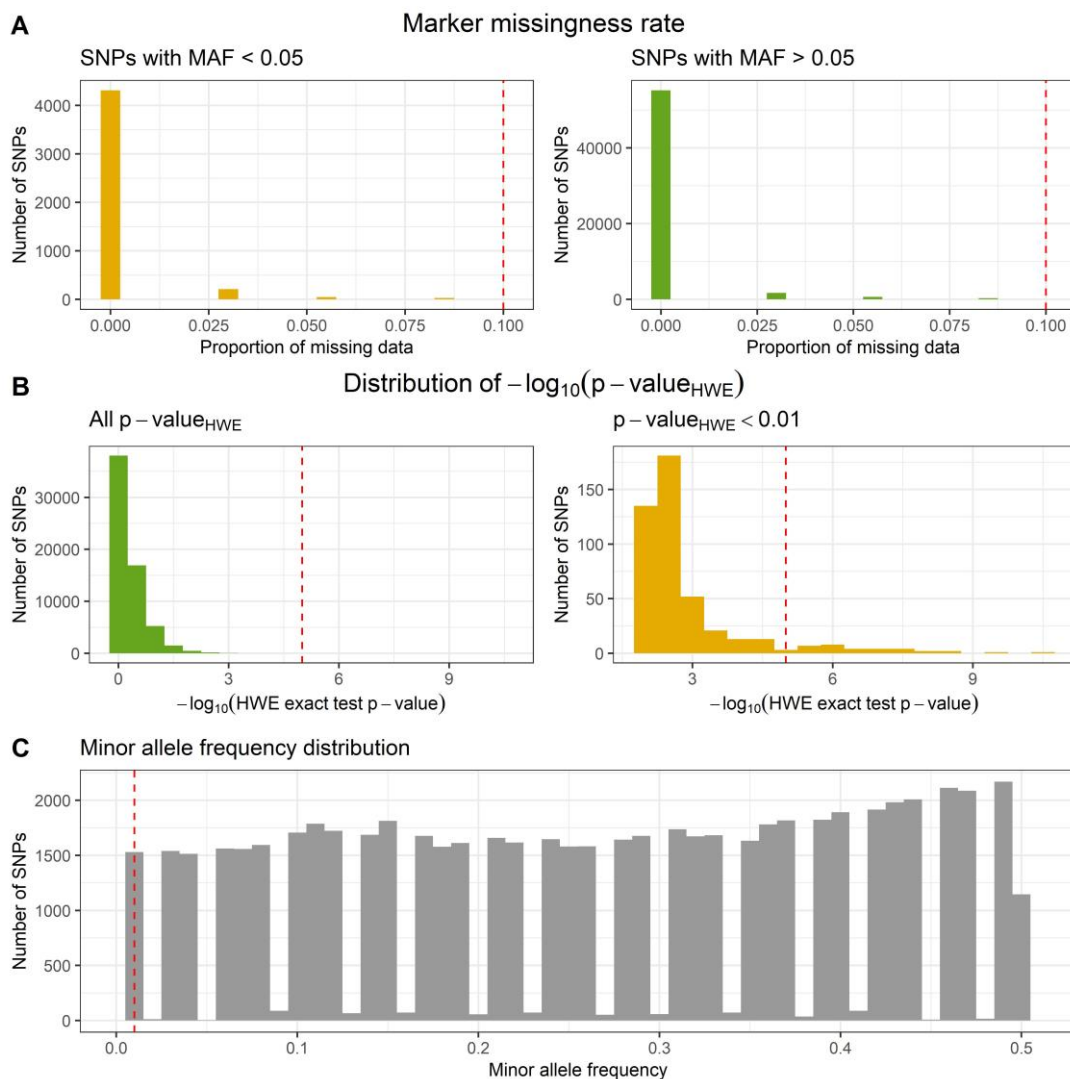 A
Marker missingness rate
SNPs with MAF < 0.05
SNPs with MAF > 0.05
Number of SNPs
4000
3000
2000
1000
0
0.000
0.025
0.050
0.075
0.100
Proportion of missing data
Number of SNPs
40000
20000
0
0.000
0.025
0.050
0.075
0.100
Proportion of missing data
B
Distribution of −log10(p − valueHWE)
All p − valueHWE
p − valueHWE < 0.01
Number of SNPs
30000
20000
10000
0
0
3
6
9
−log10(HWE exact test p − value)
Number of SNPs
150
100
50
0
3
6
9
−log10(HWE exact test p − value)
C
Minor allele frequency distribution
Number of SNPs
2000
1500
1000
500
0
0.0
0.1
0.2
0.3
0.4
0.5
Minor allele frequency